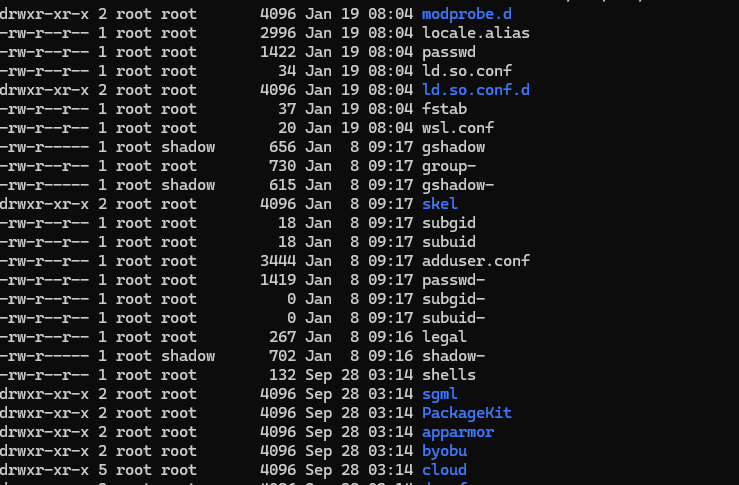 drwxr-xr-x 2 root root 4096 Jan 19 08:04 modprobe.d
-rw-r--r-- 1 root root 2996 Jan 19 08:04 locale.alias
-rw-r--r-- 1 root root 1422 Jan 19 08:04 passwd
-rw-r--r-- 1 root root 34 Jan 19 08:04 ld.so.conf
drwxr-xr-x 2 root root 4096 Jan 19 08:04 ld.so.conf.d
-rw-r--r-- 1 root root 37 Jan 19 08:04 fstab
-rw-r--r-- 1 root root 20 Jan 19 08:04 wsl.conf
-rw-r----- 1 root shadow 656 Jan 8 09:17 gshadow
-rw-r--r-- 1 root root 730 Jan 8 09:17 group-
-rw-r----- 1 root shadow 615 Jan 8 09:17 gshadow-
drwxr-xr-x 2 root root 4096 Jan 8 09:17 skel
-rw-r--r-- 1 root root 18 Jan 8 09:17 subgid
-rw-r--r-- 1 root root 18 Jan 8 09:17 subuid
-rw-r--r-- 1 root root 3444 Jan 8 09:17 adduser.conf
-rw-r--r-- 1 root root 1419 Jan 8 09:17 passwd-
-rw-r--r-- 1 root root 0 Jan 8 09:17 subgid-
-rw-r--r-- 1 root root 0 Jan 8 09:17 subuid-
-rw-r--r-- 1 root root 267 Jan 8 09:16 legal
-rw-r----- 1 root shadow 702 Jan 8 09:16 shadow-
-rw-r--r-- 1 root root 132 Sep 28 03:14 shells
drwxr-xr-x 2 root root 4096 Sep 28 03:14 sgml
drwxr-xr-x 2 root root 4096 Sep 28 03:14 PackageKit
drwxr-xr-x 2 root root 4096 Sep 28 03:14 apparmor
drwxr-xr-x 2 root root 4096 Sep 28 03:14 byobu
drwxr-xr-x 5 root root 4096 Sep 28 03:14 cloud